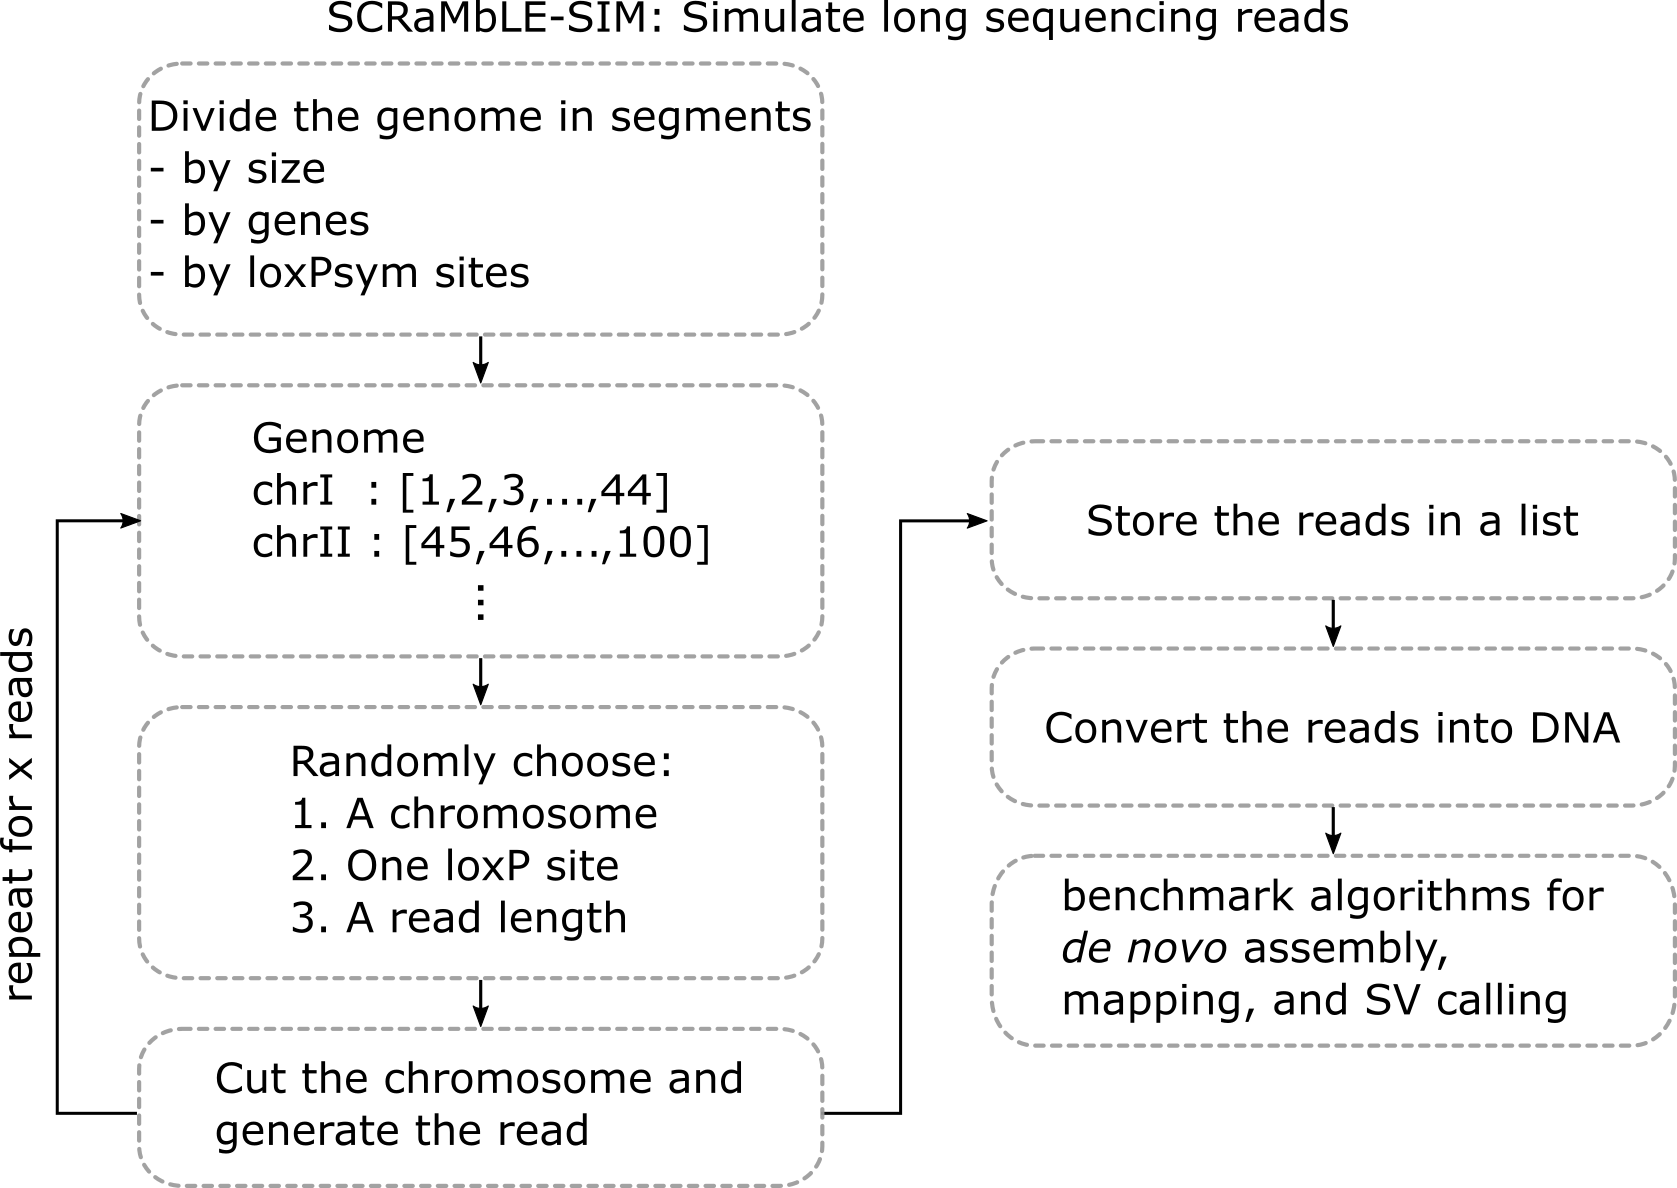 SCRaMbLE-SIM: Simulate long sequencing reads
Divide the genome in segments
- by size
- by genes
- by loxPsym sites
Genome
chrI : [1,2,3,...,44]
chrII : [45,46,...,100]
⋮
Randomly choose:
1. A chromosome
2. One loxP site
3. A read length
Cut the chromosome and
generate the read
repeat for x reads
Store the reads in a list
Convert the reads into DNA
benchmark algorithms for
de novo assembly,
mapping, and SV calling